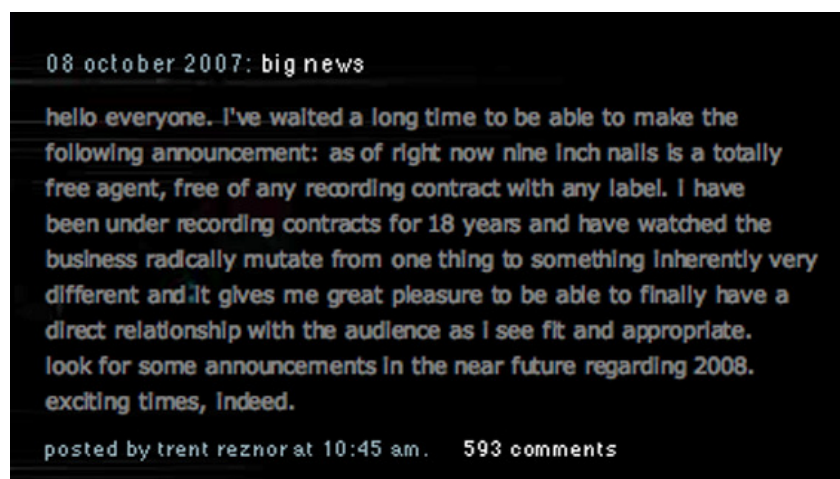 08 october 2007: big news
hello everyone. i've waited a long time to be able to make the
following announcement: as of right now nine inch nails is a totally
free agent, free of any recording contract with any label. i have
been under recording contracts for 18 years and have watched the
business radically mutate from one thing to something inherently very
different and it gives me great pleasure to be able to finally have a
direct relationship with the audience as i see fit and appropriate.
look for some announcements in the near future regarding 2008.
exciting times, indeed.
posted by trent reznor at 10:45 am. 593 comments